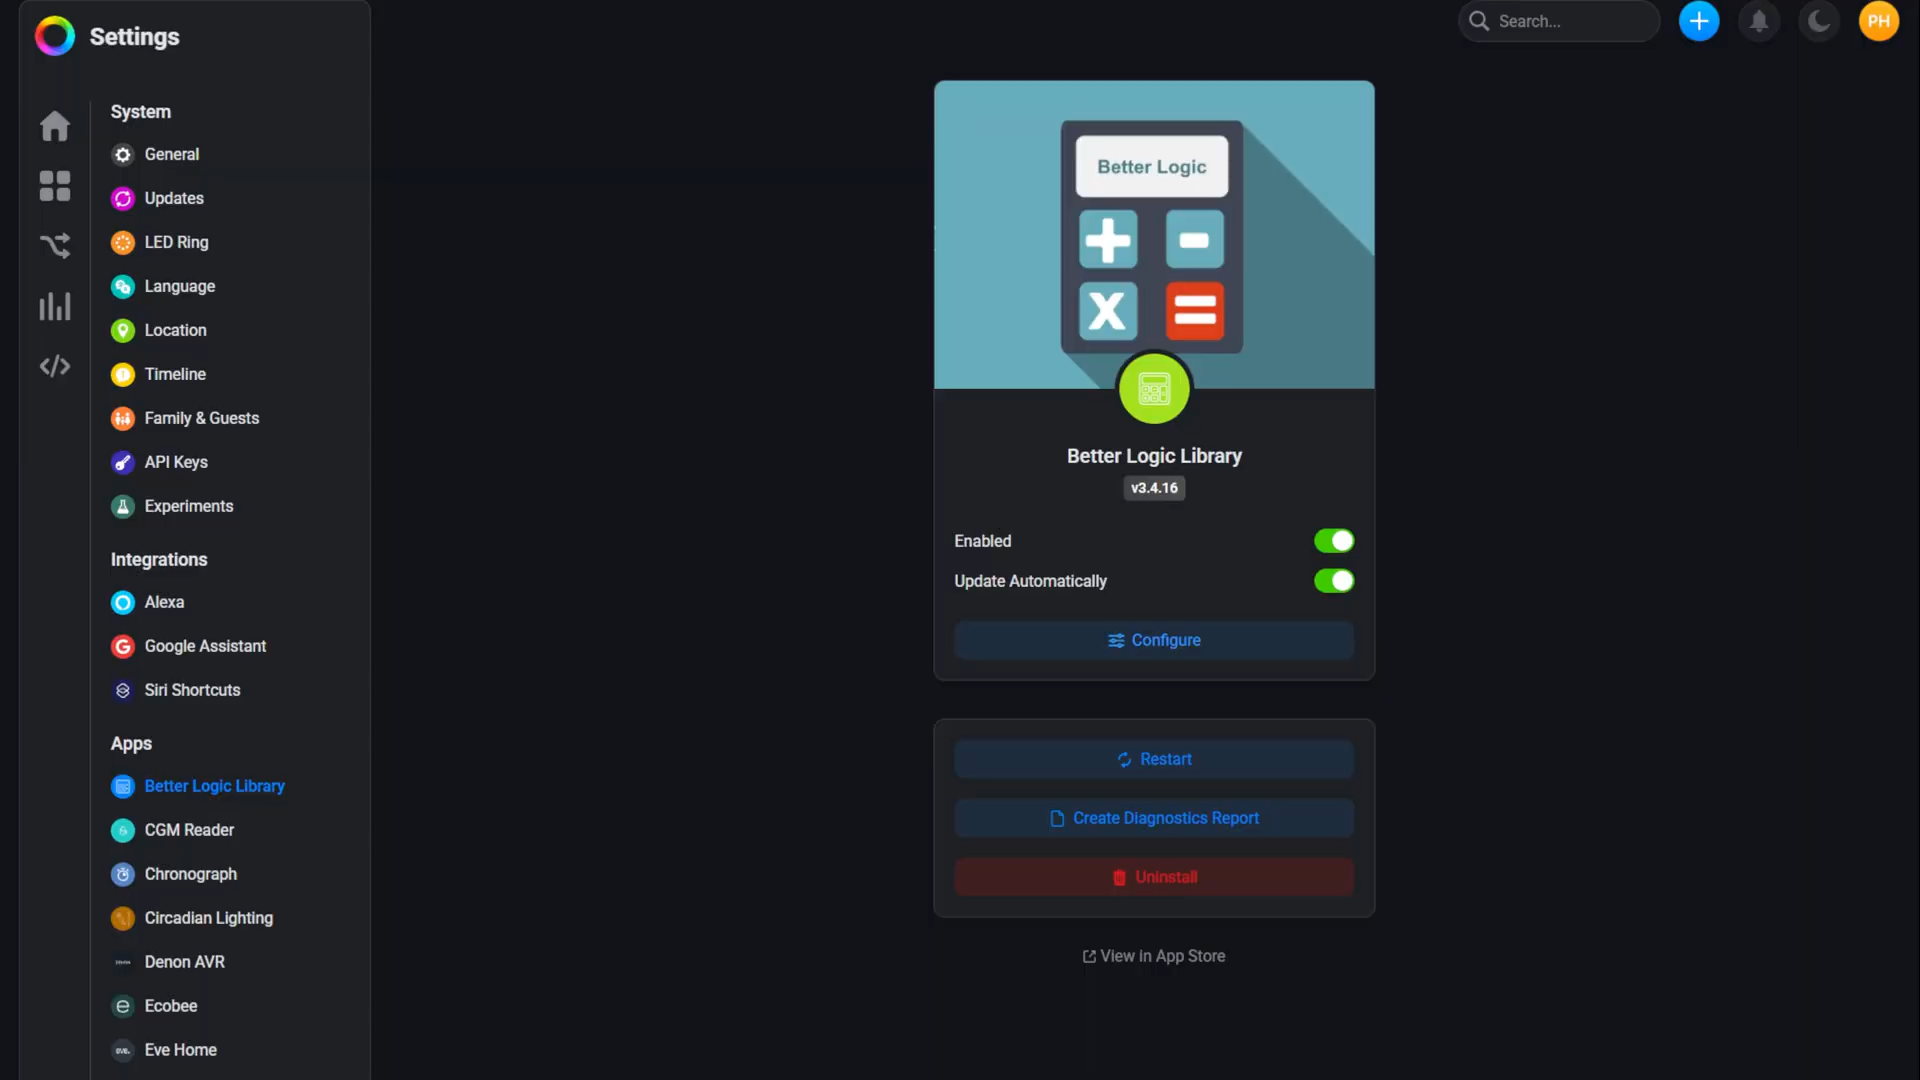 Settings
Search...
PH
System
General
Updates
LED Ring
Language
Location
Timeline
Family & Guests
API Keys
Experiments
Integrations
Alexa
Google Assistant
Siri Shortcuts
Apps
Better Logic Library
CGM Reader
Chronograph
Circadian Lighting
Denon AVR
Ecobee
Eve Home
Better Logic
Better Logic Library
v3.4.16
Enabled
Update Automatically
Configure
Restart
Create Diagnostics Report
Uninstall
View in App Store